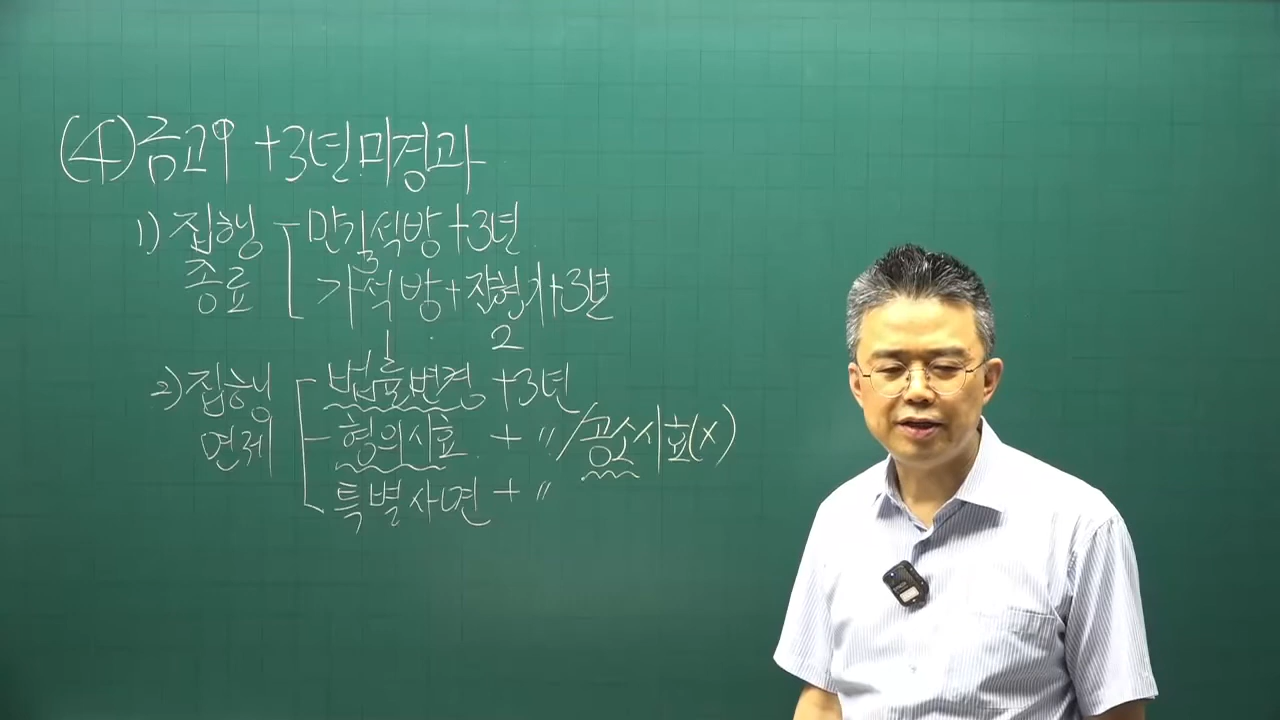 (4) 금고↑ +3년 미경과
1) 집행 만기석방 +3년
종료 가석방 + 잔형기 +3년
1 3 2
2) 집행 법률변경 +3년
면제 형의시효 + 〃 / 공소시효(X)
특별사면 + 〃